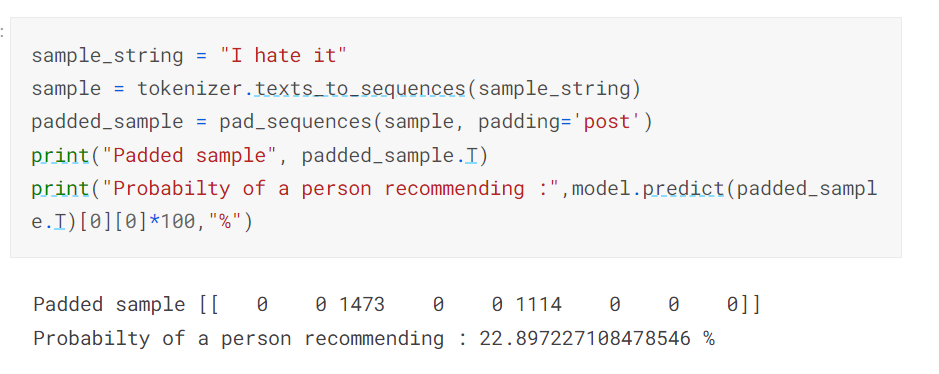 :
sample_string = "I hate it"
sample = tokenizer.texts_to_sequences(sample_string)
padded_sample = pad_sequences(sample, padding='post')
print("Padded sample", padded_sample.T)
print("Probabilty of a person recommending :",model.predict(padded_sampl
e.T)[0][0]*100,"%")
Padded sample [[   0    0 1473    0    0 1114    0    0    0]]
Probabilty of a person recommending : 22.897227108478546 %